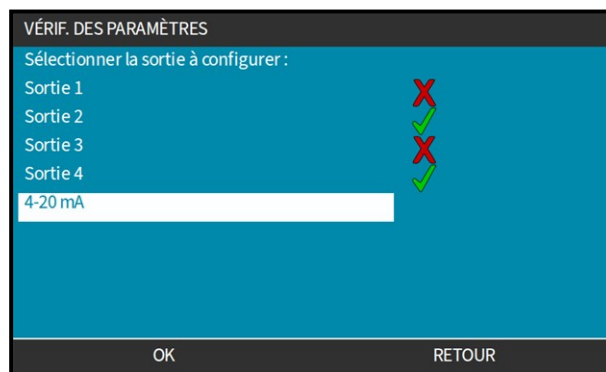 VÉRIF. DES PARAMÈTRES
Sélectionner la sortie à configurer :
Sortie 1
Sortie 2
Sortie 3
Sortie 4
4-20 mA
OK
RETOUR